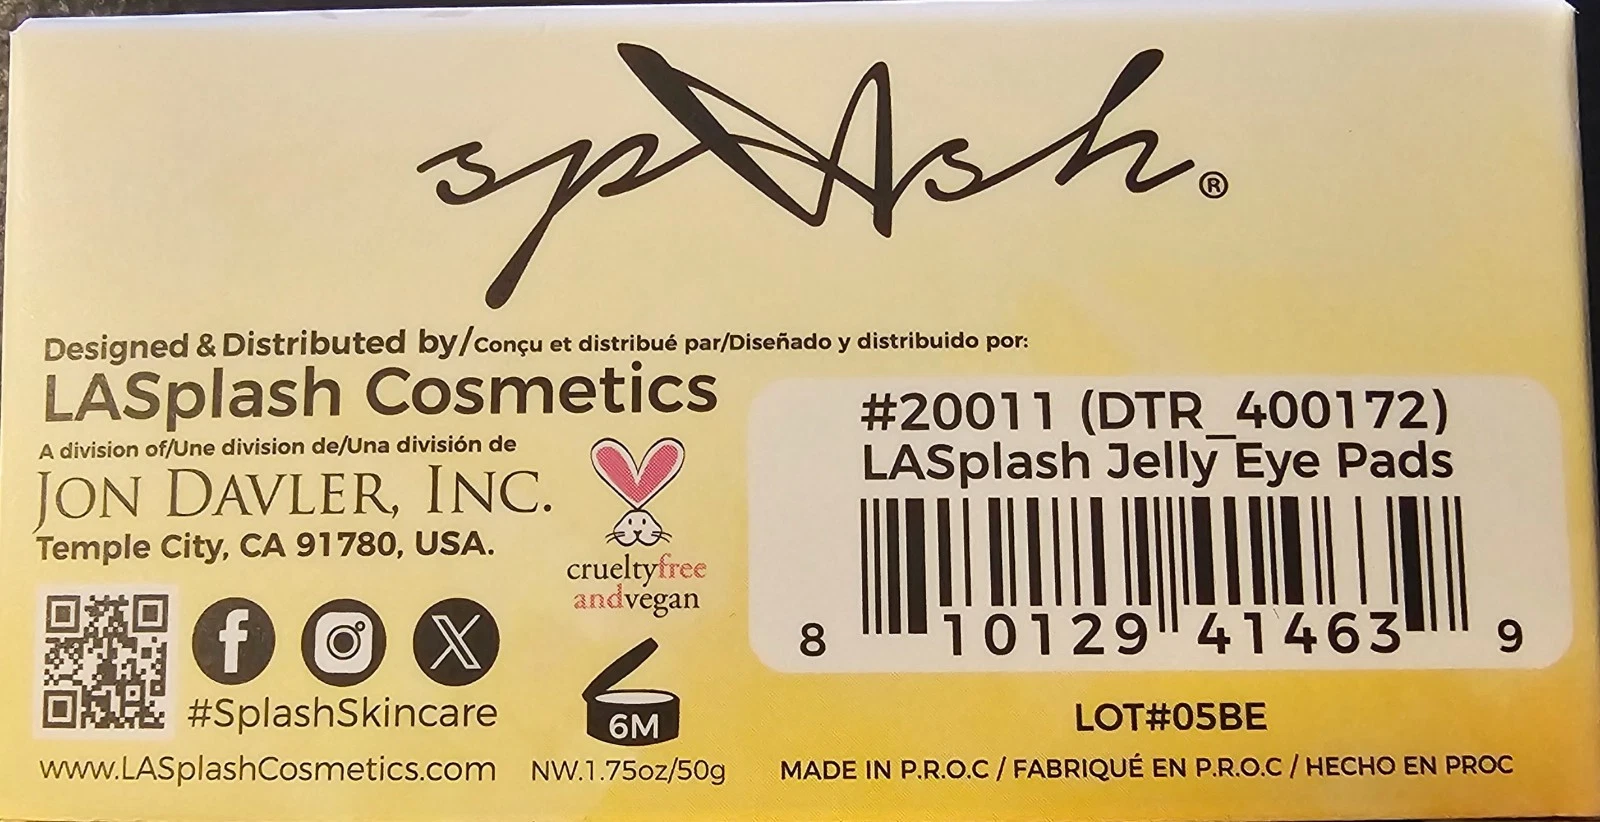 splAsh®
Designed & Distributed by/Conçu et distribué par/Diseñado y distribuido por:
LASplash Cosmetics
A division of/Une division de/Una división de
JON DAVLER, INC.
Temple City, CA 91780, USA.
crueltyfree
andvegan
#SplashSkincare
www.LASplashCosmetics.com
6M
NW.1.75oz/50g
#20011 (DTR_400172)
LASplash Jelly Eye Pads
8 10129 41463 9
LOT#05BE
MADE IN P.R.O.C / FABRIQUÉ EN P.R.O.C / HECHO EN PROC